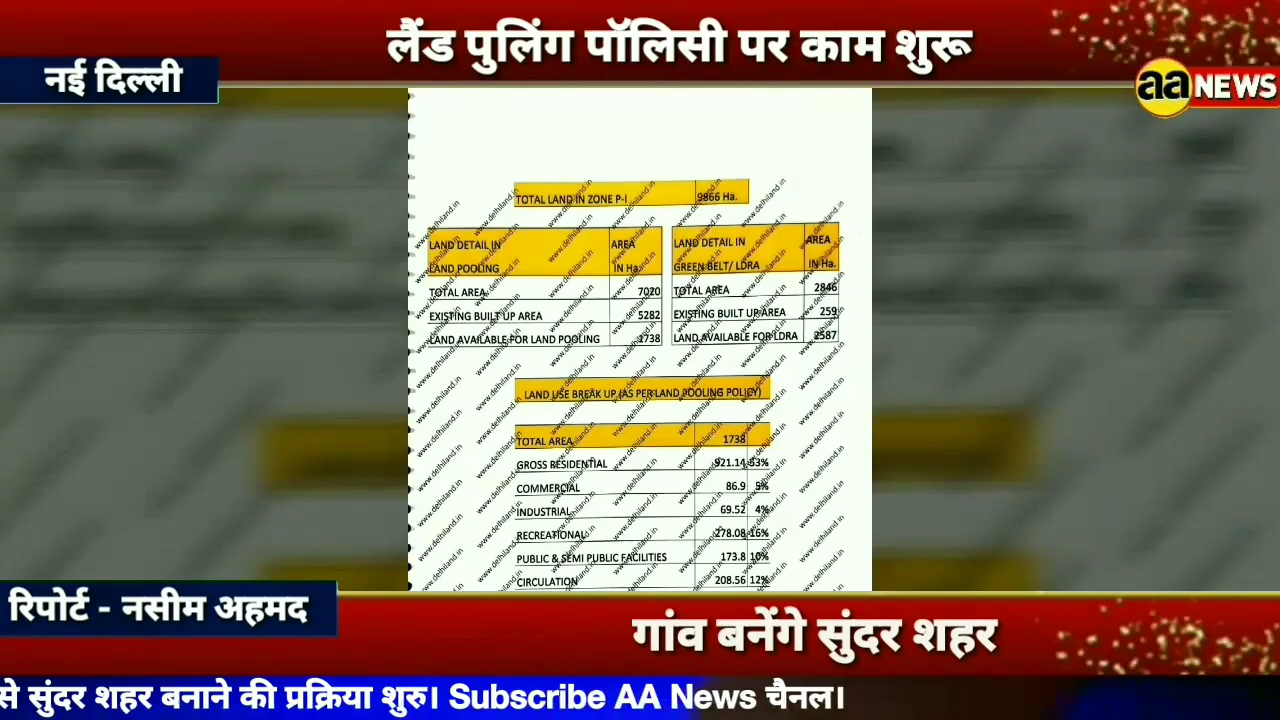 लैंड पुलिंग पॉलिसी पर काम शुरू
नई दिल्ली
aa NEWS
TOTAL LAND IN ZONE P-I 9866 Ha.
LAND DETAIL IN LAND POOLING AREA IN Ha.
TOTAL AREA 7020
EXISTING BUILT UP AREA 5282
LAND AVAILABLE FOR LAND POOLING 1738
LAND DETAIL IN GREEN BELT/ LDRA AREA IN Ha.
TOTAL AREA 2846
EXISTING BUILT UP AREA 259
LAND AVAILABLE FOR LDRA 2587
LAND USE BREAK UP (AS PER LAND POOLING POLICY)
TOTAL AREA 1738
GROSS RESIDENTIAL 921.14 53%
COMMERCIAL 86.9 5%
INDUSTRIAL 69.52 4%
RECREATIONAL 278.08 16%
PUBLIC & SEMI PUBLIC FACILITIES 173.8 10%
CIRCULATION 208.56 12%
www.delhiland.in
रिपोर्ट - नसीम अहमद
गांव बनेंगे सुंदर शहर
से सुंदर शहर बनाने की प्रक्रिया शुरु। Subscribe AA News चैनल।